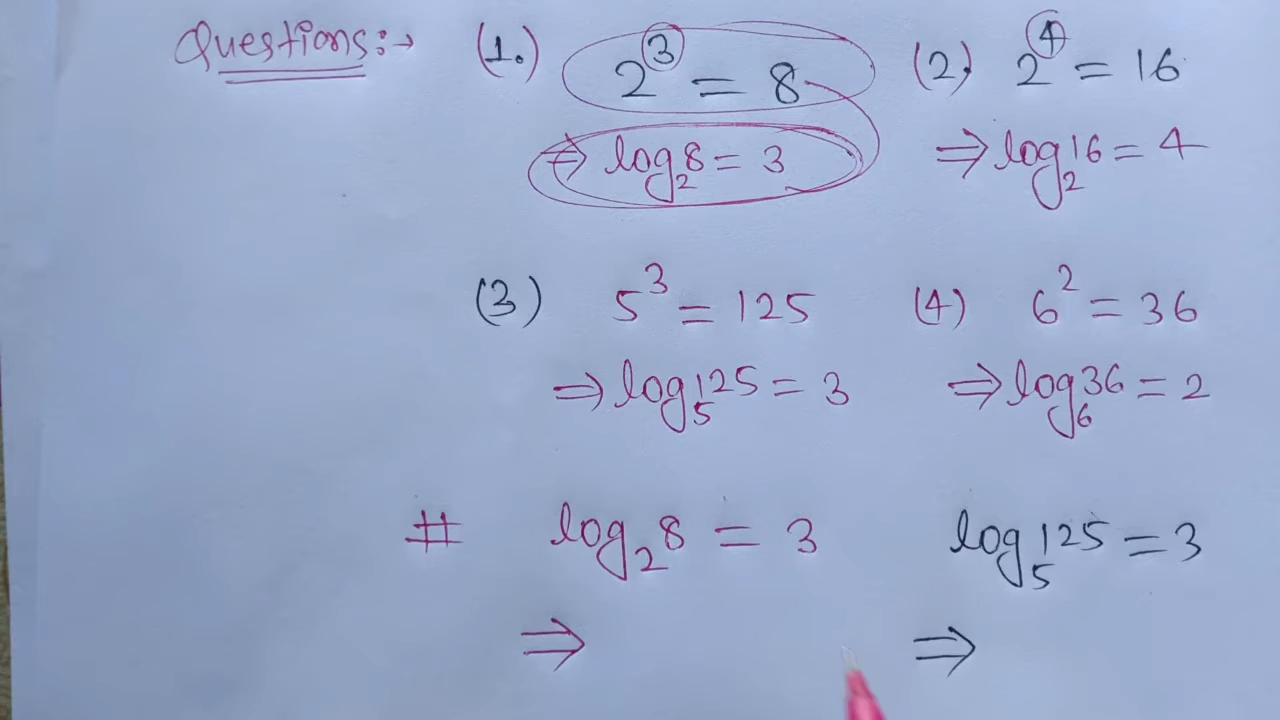 Questions:→ (1.) 2³ = 8 (2) 2⁴ = 16
⇒ log₂8 = 3 ⇒ log₂16 = 4
(3) 5³ = 125 (4) 6² = 36
⇒ log₅125 = 3 ⇒ log₆36 = 2
# log₂8 = 3 log₅125 = 3
⇒ ⇒